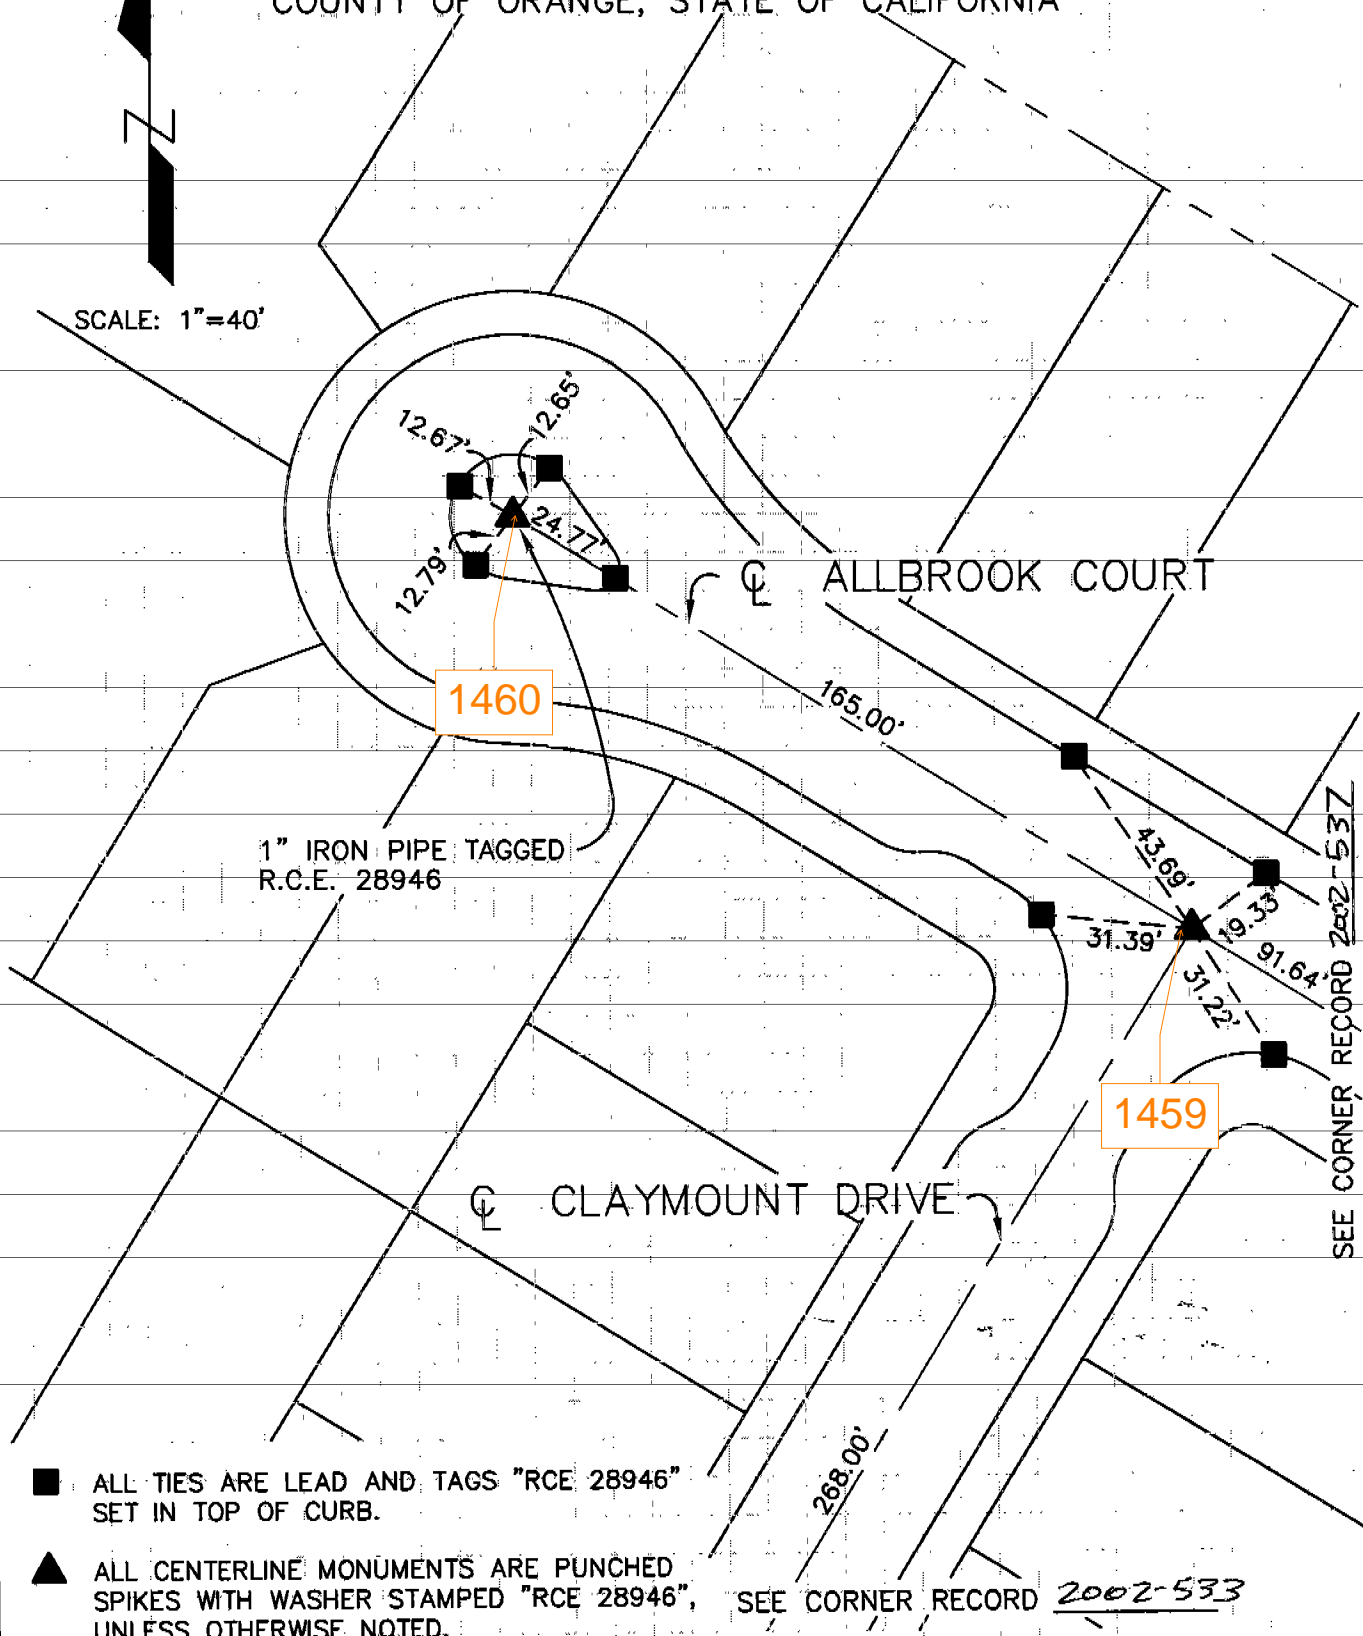 COUNTY OF ORANGE, STATE OF CALIFORNIA
N
SCALE: 1"=40'
12.67'
12.65'
24.77'
12.79'
℄ ALLBROOK COURT
1460
165.00'
1" IRON PIPE TAGGED
R.C.E. 28946
43.69'
19.33'
31.39'
91.64'
31.22'
SEE CORNER RECORD 2002-537
1459
℄ CLAYMOUNT DRIVE
268.00'
ALL TIES ARE LEAD AND TAGS "RCE 28946"
SET IN TOP OF CURB.
ALL CENTERLINE MONUMENTS ARE PUNCHED
SPIKES WITH WASHER STAMPED "RCE 28946",
UNLESS OTHERWISE NOTED.
SEE CORNER RECORD 2002-533